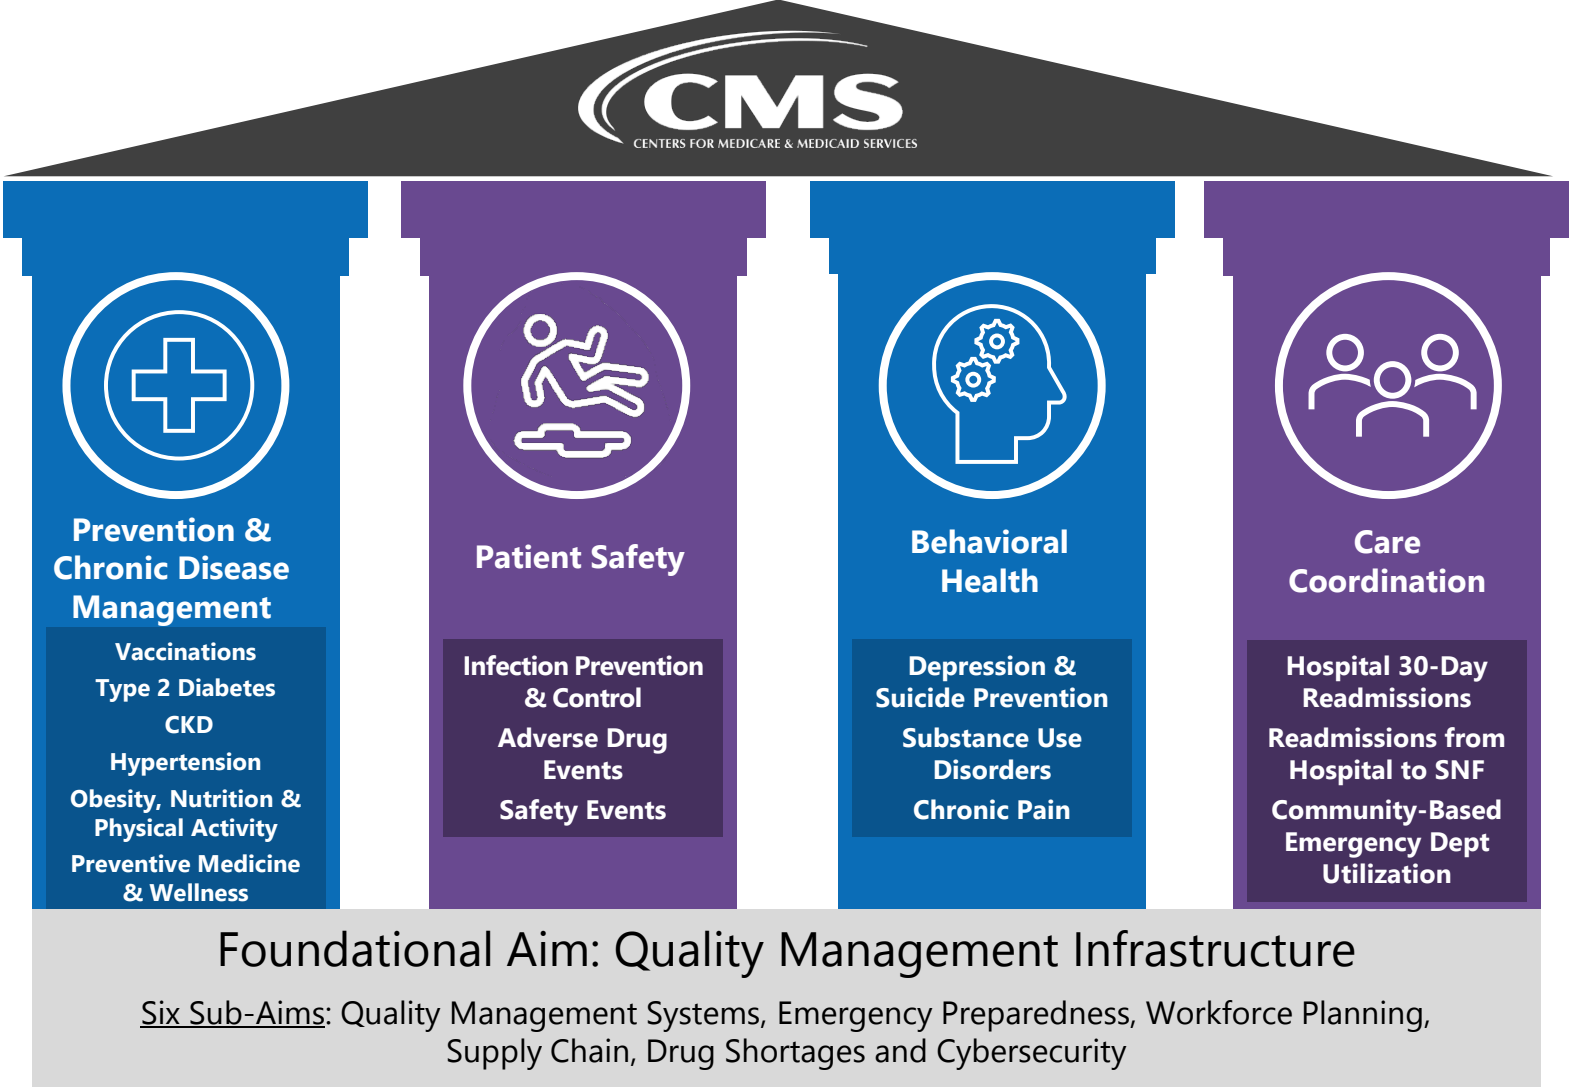 CMS
CENTERS FOR MEDICARE & MEDICAID SERVICES
Prevention &
Chronic Disease
Management
Vaccinations
Type 2 Diabetes
CKD
Hypertension
Obesity, Nutrition &
Physical Activity
Preventive Medicine
& Wellness
Patient Safety
Infection Prevention
& Control
Adverse Drug
Events
Safety Events
Behavioral
Health
Depression &
Suicide Prevention
Substance Use
Disorders
Chronic Pain
Care
Coordination
Hospital 30-Day
Readmissions
Readmissions from
Hospital to SNF
Community-Based
Emergency Dept
Utilization
Foundational Aim: Quality Management Infrastructure
Six Sub-Aims: Quality Management Systems, Emergency Preparedness, Workforce Planning,
Supply Chain, Drug Shortages and Cybersecurity